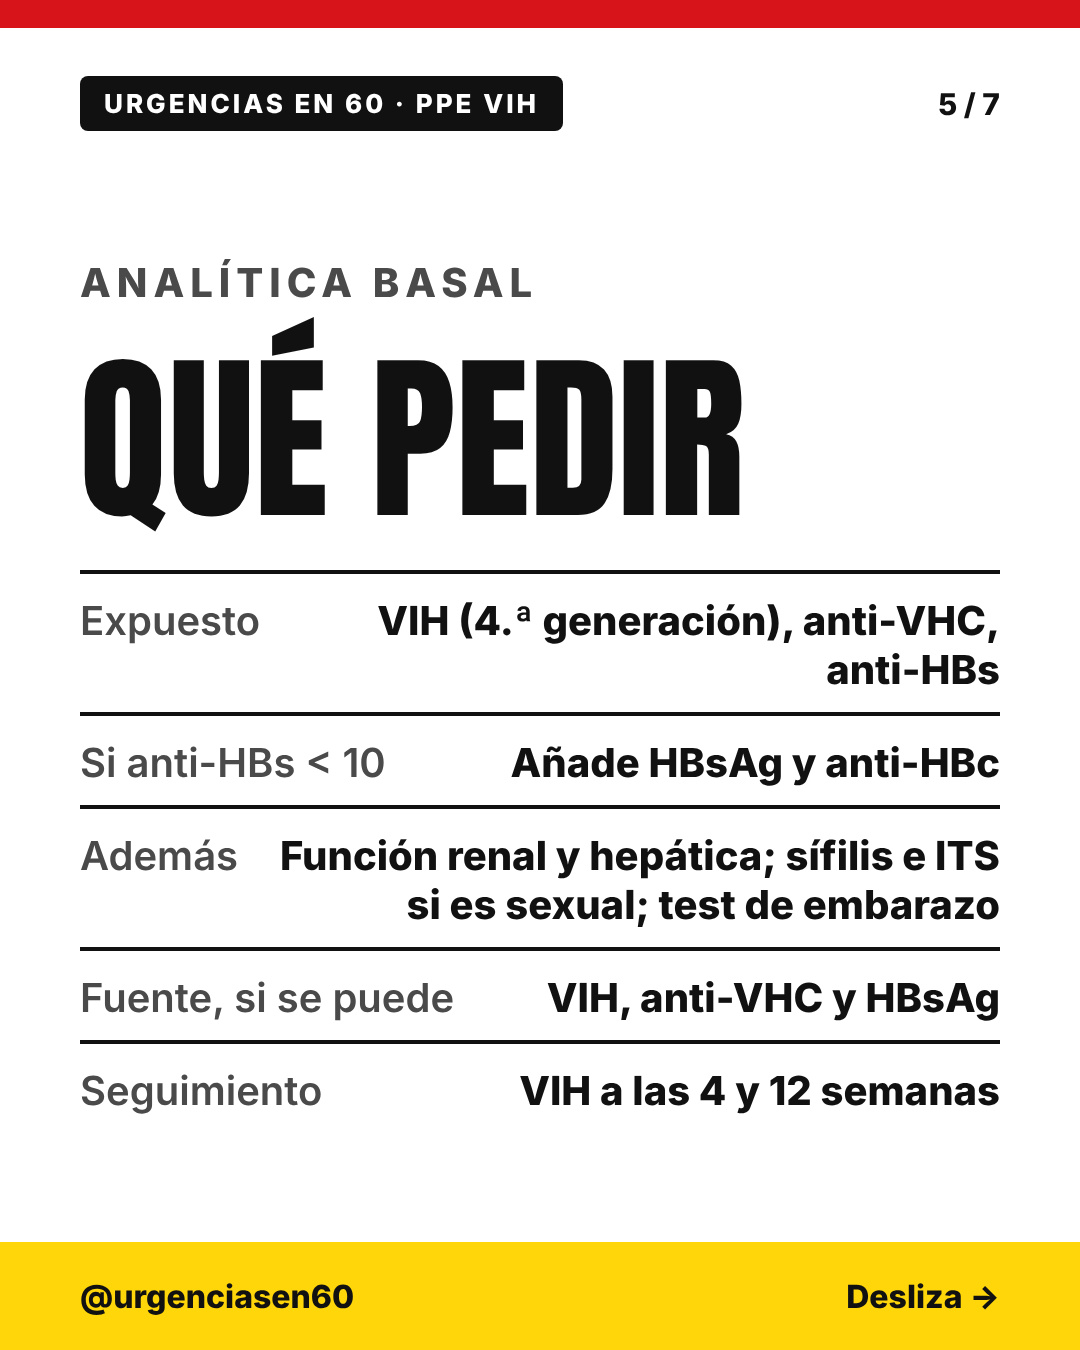 URGENCIAS EN 60 · PPE VIH
5 / 7
ANALÍTICA BASAL
QUÉ PEDIR
Expuesto VIH (4.ª generación), anti-VHC,
anti-HBs
Si anti-HBs < 10 Añade HBsAg y anti-HBc
Además Función renal y hepática; sífilis e ITS
si es sexual; test de embarazo
Fuente, si se puede VIH, anti-VHC y HBsAg
Seguimiento VIH a las 4 y 12 semanas
@urgenciasen60
Desliza →